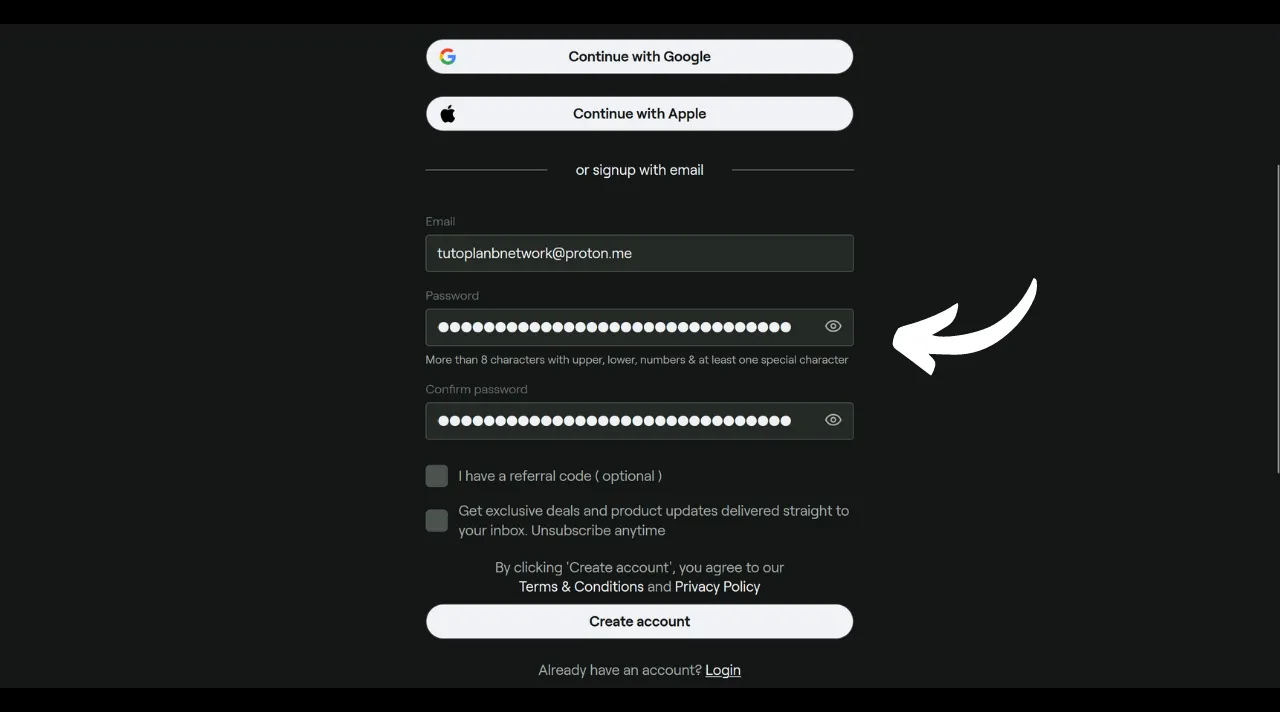 Continue with Google
Continue with Apple
or signup with email
Email
tutoplanbnetwork@proton.me
Password
More than 8 characters with upper, lower, numbers & at least one special character
Confirm password
I have a referral code ( optional )
Get exclusive deals and product updates delivered straight to
your inbox. Unsubscribe anytime
By clicking 'Create account', you agree to our
Terms & Conditions and Privacy Policy
Create account
Already have an account? Login